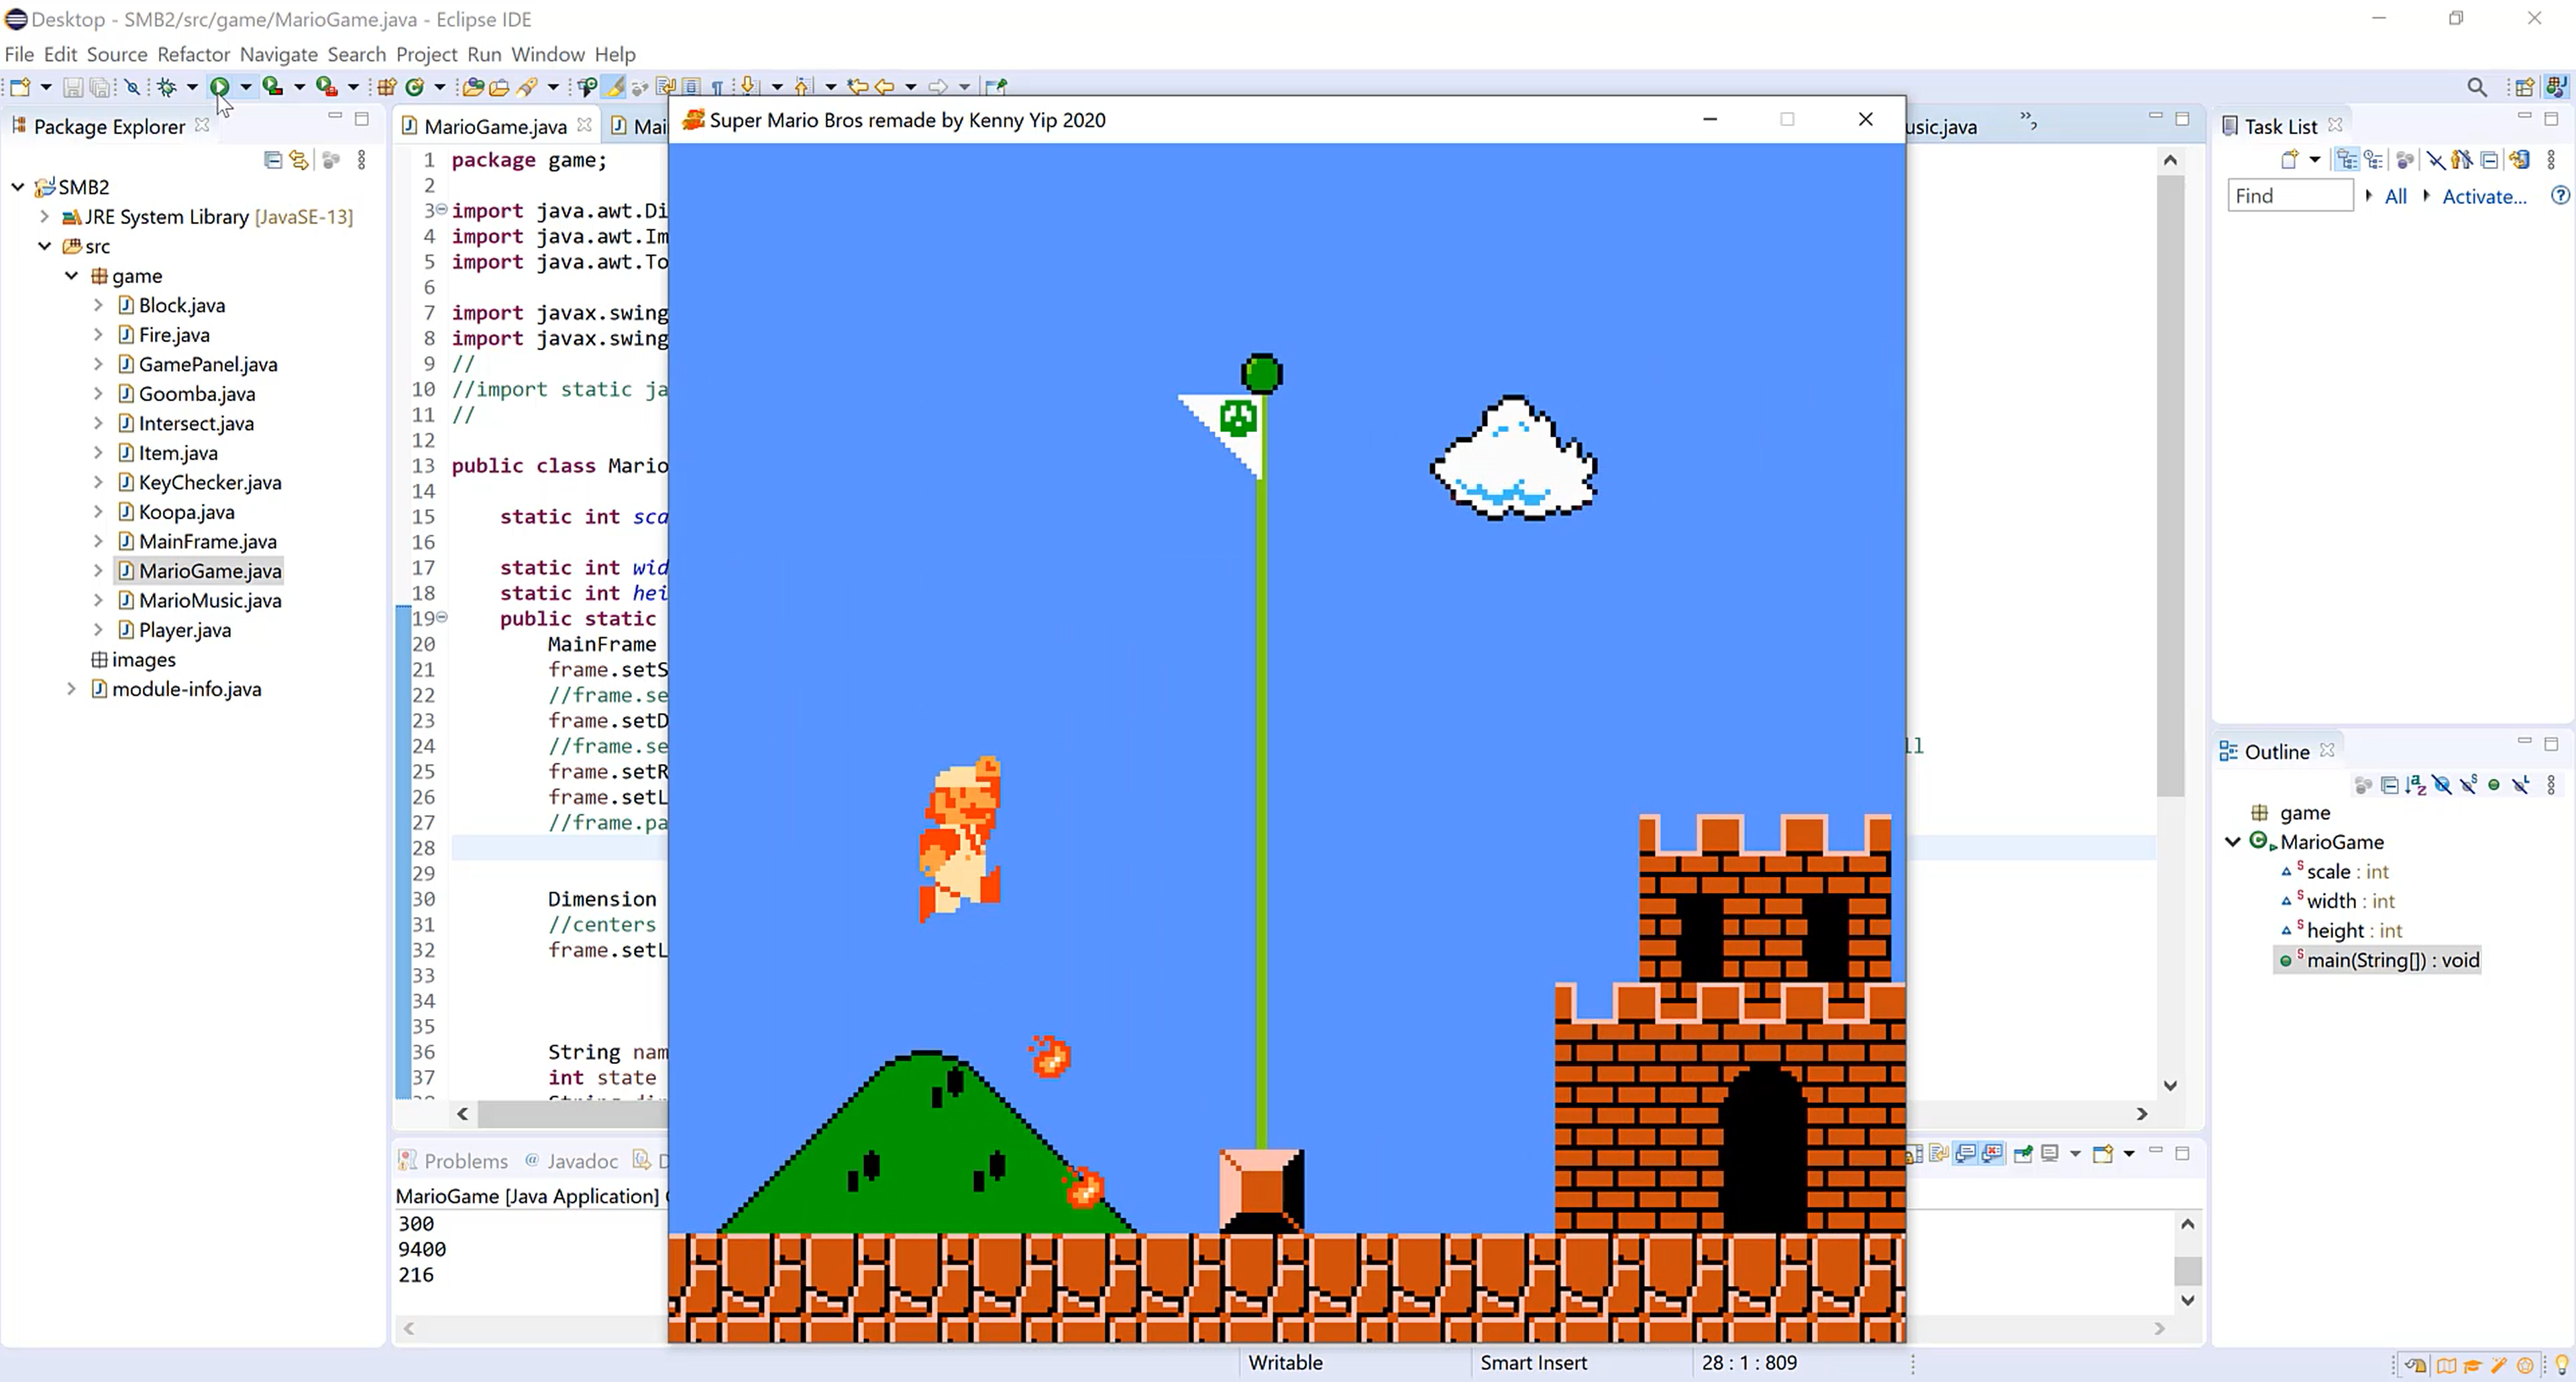 Desktop - SMB2/src/game/MarioGame.java - Eclipse IDE
File Edit Source Refactor Navigate Search Project Run Window Help
Package Explorer
SMB2
JRE System Library [JavaSE-13]
src
game
Block.java
Fire.java
GamePanel.java
Goomba.java
Intersect.java
Item.java
KeyChecker.java
Koopa.java
MainFrame.java
MarioGame.java
MarioMusic.java
Player.java
images
module-info.java
MarioGame.java
Mai
usic.java
1 package game;
2
3 import java.awt.Di
4 import java.awt.Im
5 import java.awt.To
6
7 import javax.swing
8 import javax.swing
9 //
10 //import static ja
11 //
12
13 public class Mario
14
15 static int sca
16
17 static int wid
18 static int hei
19 public static
20 MainFrame
21 frame.setS
22 //frame.se
23 frame.setD
24 //frame.se
ll
25 frame.setR
26 frame.setL
27 //frame.pa
28
29
30 Dimension
31 //centers
32 frame.setL
33
34
35
36 String nam
37 int state
Super Mario Bros remade by Kenny Yip 2020
Problems
@ Javadoc
D
MarioGame [Java Application]
300
9400
216
Task List
Find
All
Activate...
Outline
game
MarioGame
scale : int
width : int
height : int
main(String[]) : void
Writable
Smart Insert
28 : 1 : 809